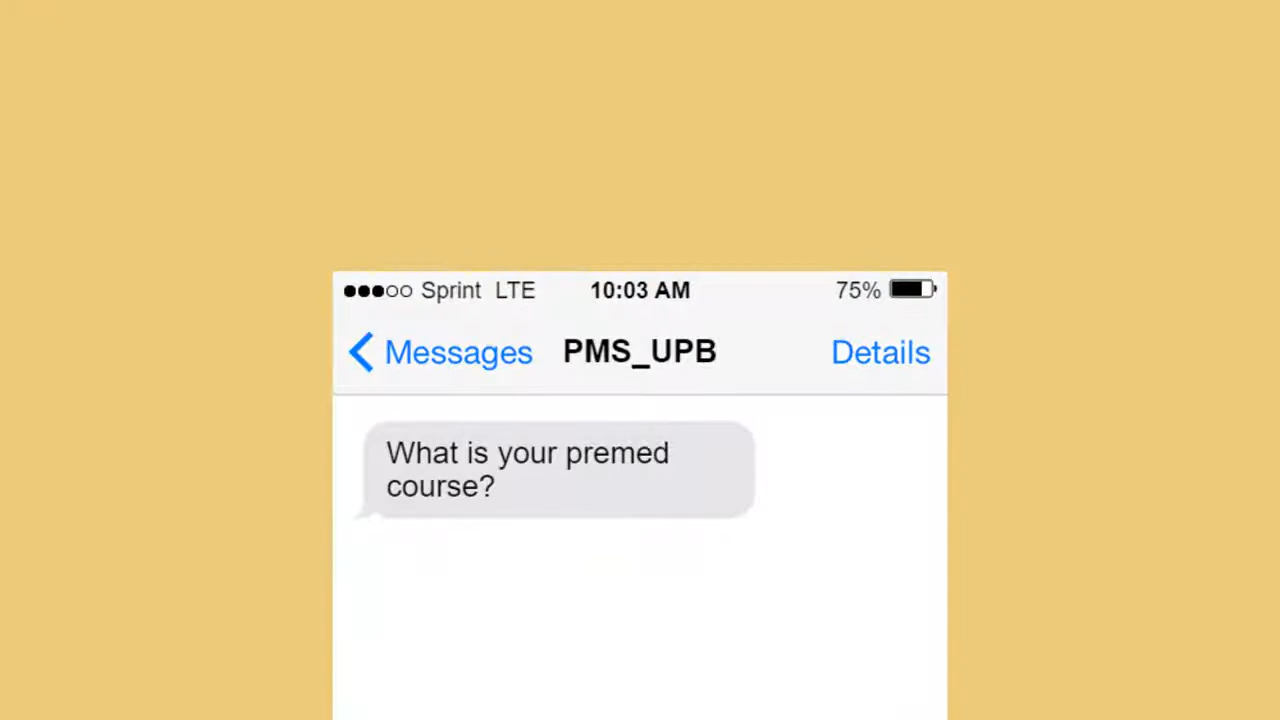 Sprint LTE 10:03 AM 75%
Messages PMS_UPB Details
What is your premed
course?